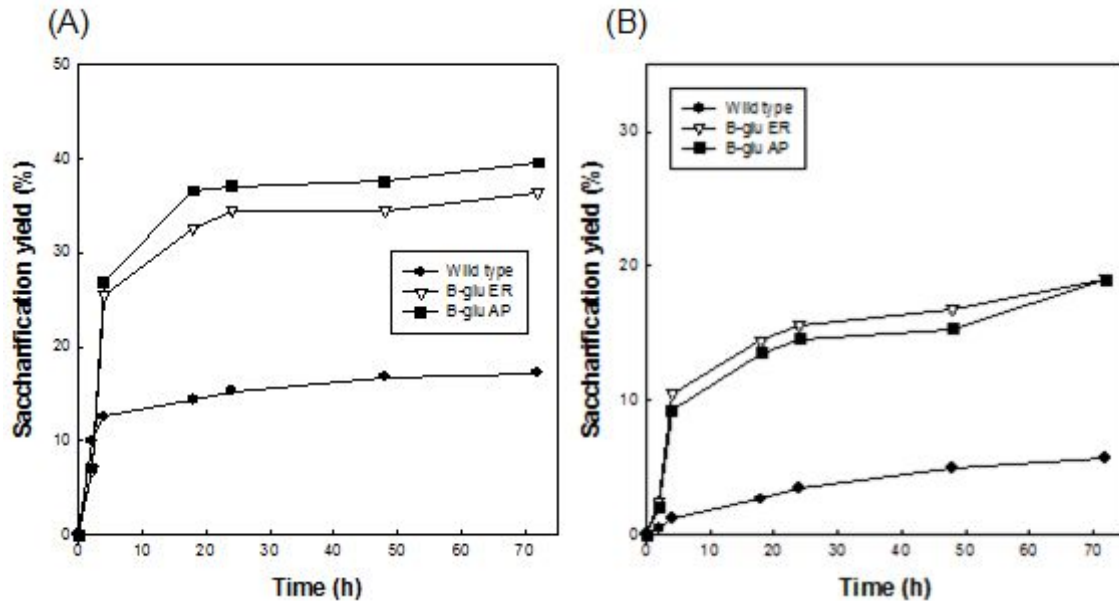 (A)
50
40
30
20
10
0
Saccharification yield (%)
Wild type
B-glu ER
B-glu AP
0 10 20 30 40 50 60 70
Time (h)
(B)
30
20
10
0
Saccharification yield (%)
Wild type
B-glu ER
B-glu AP
0 10 20 30 40 50 60 70
Time (h)